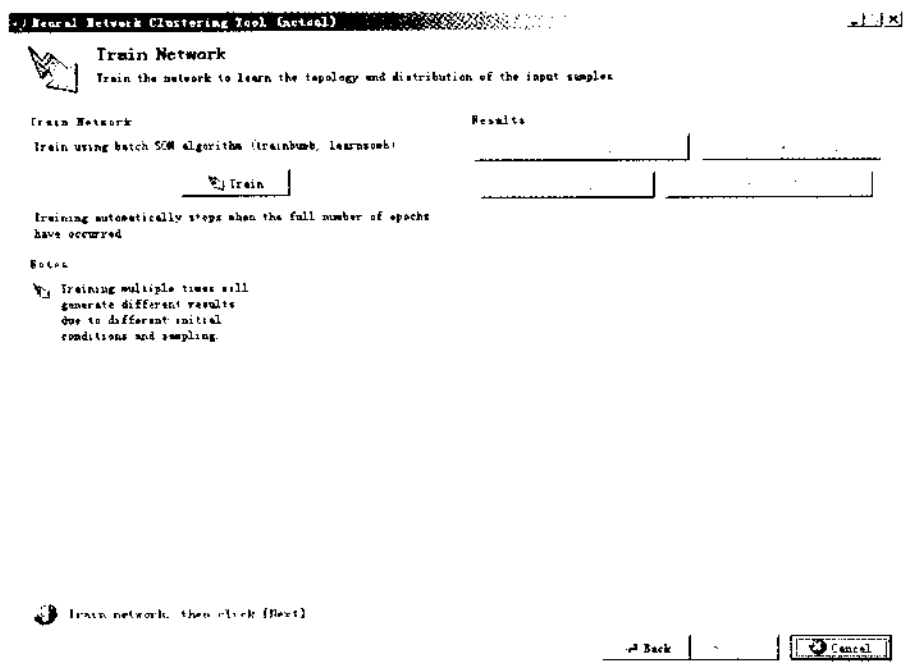 Neural Network Clustering Tool (nctool)
Train Network
Train the network to learn the topology and distribution of the input samples
Train Network
Results
Train using batch SOM algorithm (trainbuwb, learnsomb)
Train
Training automatically stops when the full number of epochs
have occurred
Notes
Training multiple times will
generate different results
due to different initial
conditions and sampling.
Train network, then click [Next]
Back
Cancel